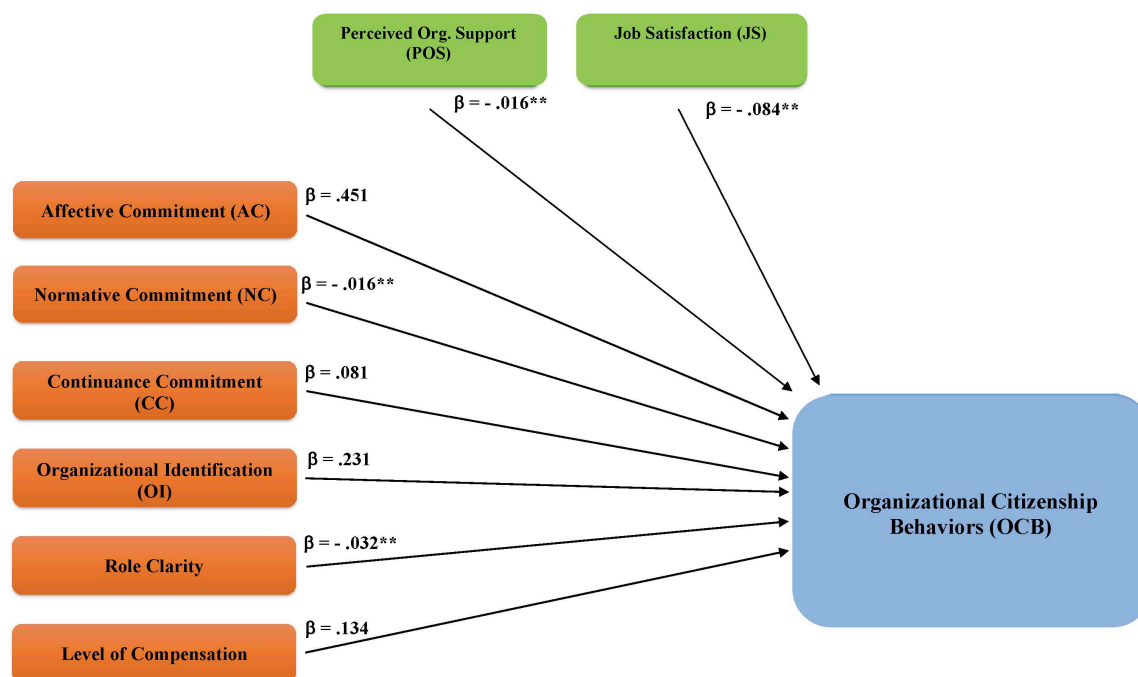 Perceived Org. Support
(POS)
Job Satisfaction (JS)
β = - .016**
β = - .084**
β = .451
Affective Commitment (AC)
β = - .016**
Normative Commitment (NC)
β = .081
Continuance Commitment
(CC)
β = .231
Organizational Identification
(OI)
β = - .032**
Role Clarity
β = .134
Level of Compensation
Organizational Citizenship
Behaviors (OCB)